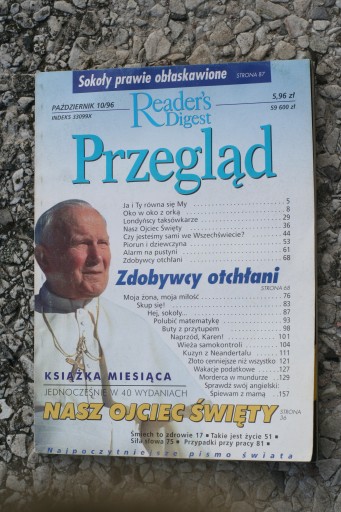 Sokoły prawie obłaskawione STRONA 87
PAŹDZIERNIK 10/96
INDEKS 33099X
Reader's
Digest
5,96 zł
59 600 zł
Przegląd
Ja i Ty równa się My 5
Oko w oko z orką 8
Londyńscy taksówkarze 29
Nasz Ojciec Święty 36
Czy jesteśmy sami we Wszechświecie? 44
Piorun i dziewczyna 53
Alarm na pustyni 61
Zdobywcy otchłani 68
Zdobywcy otchłani
STRONA 68
Moja żona, moja miłość 76
Skup się! 83
Hej, sokoły... 87
Polubić matematykę 93
Buty z przytupem 98
Naprzód, Karen! 101
Wieża samokontroli 104
Kuzyn z Neandertalu 111
Złoto cenniejsze niż wszystko 121
Wakacje podatkowe 127
Morderca w mundurze 129
Sprawdź swój angielski:
Śpiewam z mamą 157
KSIĄŻKA MIESIĄCA
JEDNOCZEŚNIE W 40 WYDANIACH
NASZ OJCIEC ŚWIĘTY STRONA
36
Śmiech to zdrowie 17 • Takie jest życie 51 •
Siła słowa 75 • Przypadki przy pracy 81 •
Najpoczytniejsze pismo świata